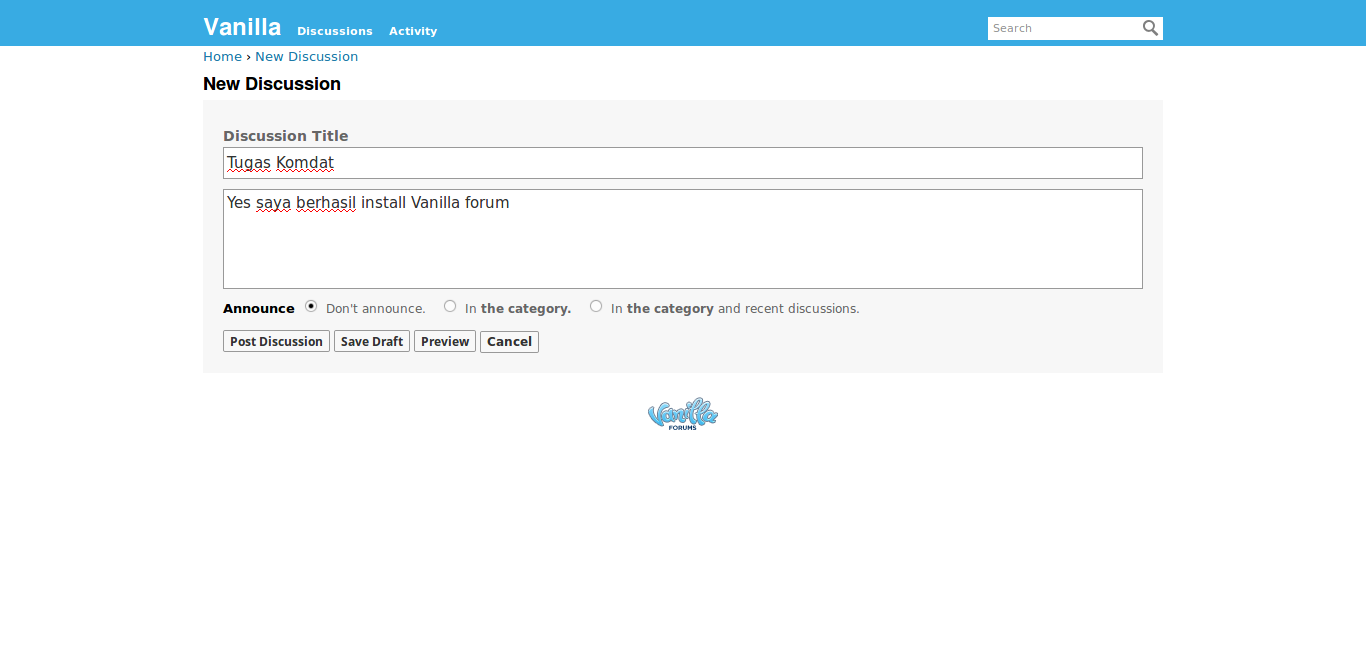 Vanilla Discussions Activity Search
Home › New Discussion
New Discussion
Discussion Title
Tugas Komdat
Yes saya berhasil install Vanilla forum
Announce Don't announce. In the category. In the category and recent discussions.
Post Discussion Save Draft Preview Cancel
Vanilla
FORUMS